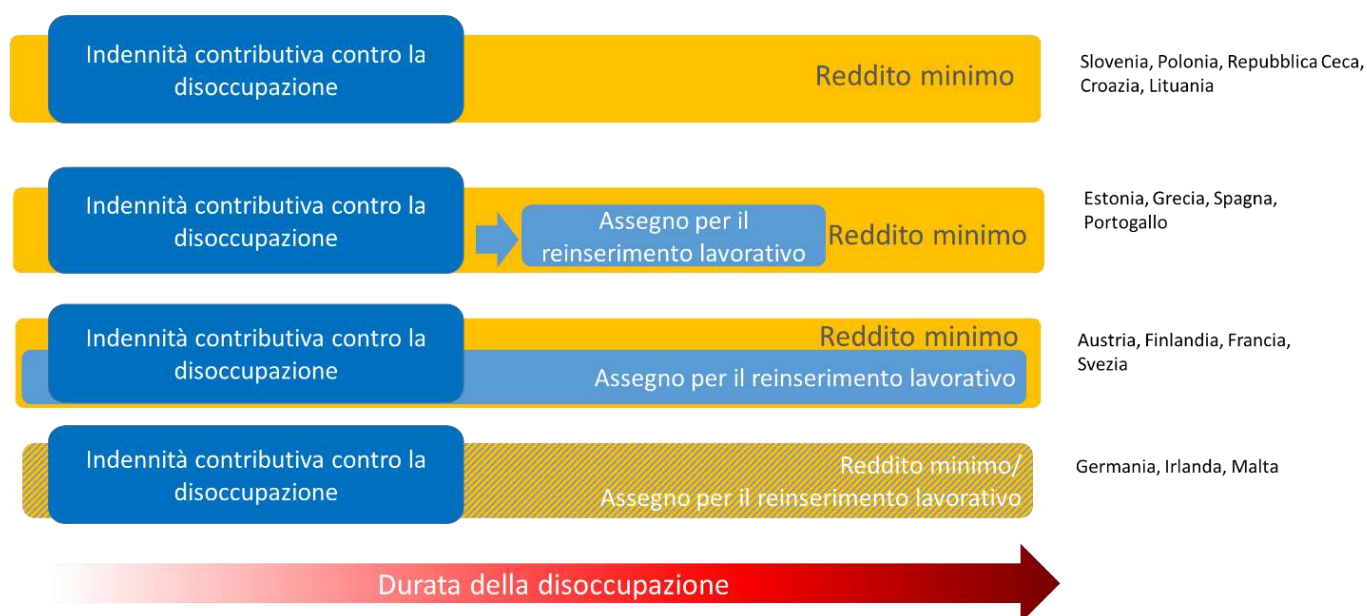 Indennità contributiva contro la
disoccupazione
Reddito minimo
Slovenia, Polonia, Repubblica Ceca,
Croazia, Lituania
Indennità contributiva contro la
disoccupazione
Assegno per il
reinserimento lavorativo
Reddito minimo
Estonia, Grecia, Spagna,
Portogallo
Indennità contributiva contro la
disoccupazione
Reddito minimo
Assegno per il reinserimento lavorativo
Austria, Finlandia, Francia,
Svezia
Indennità contributiva contro la
disoccupazione
Reddito minimo/
Assegno per il reinserimento lavorativo
Germania, Irlanda, Malta
Durata della disoccupazione